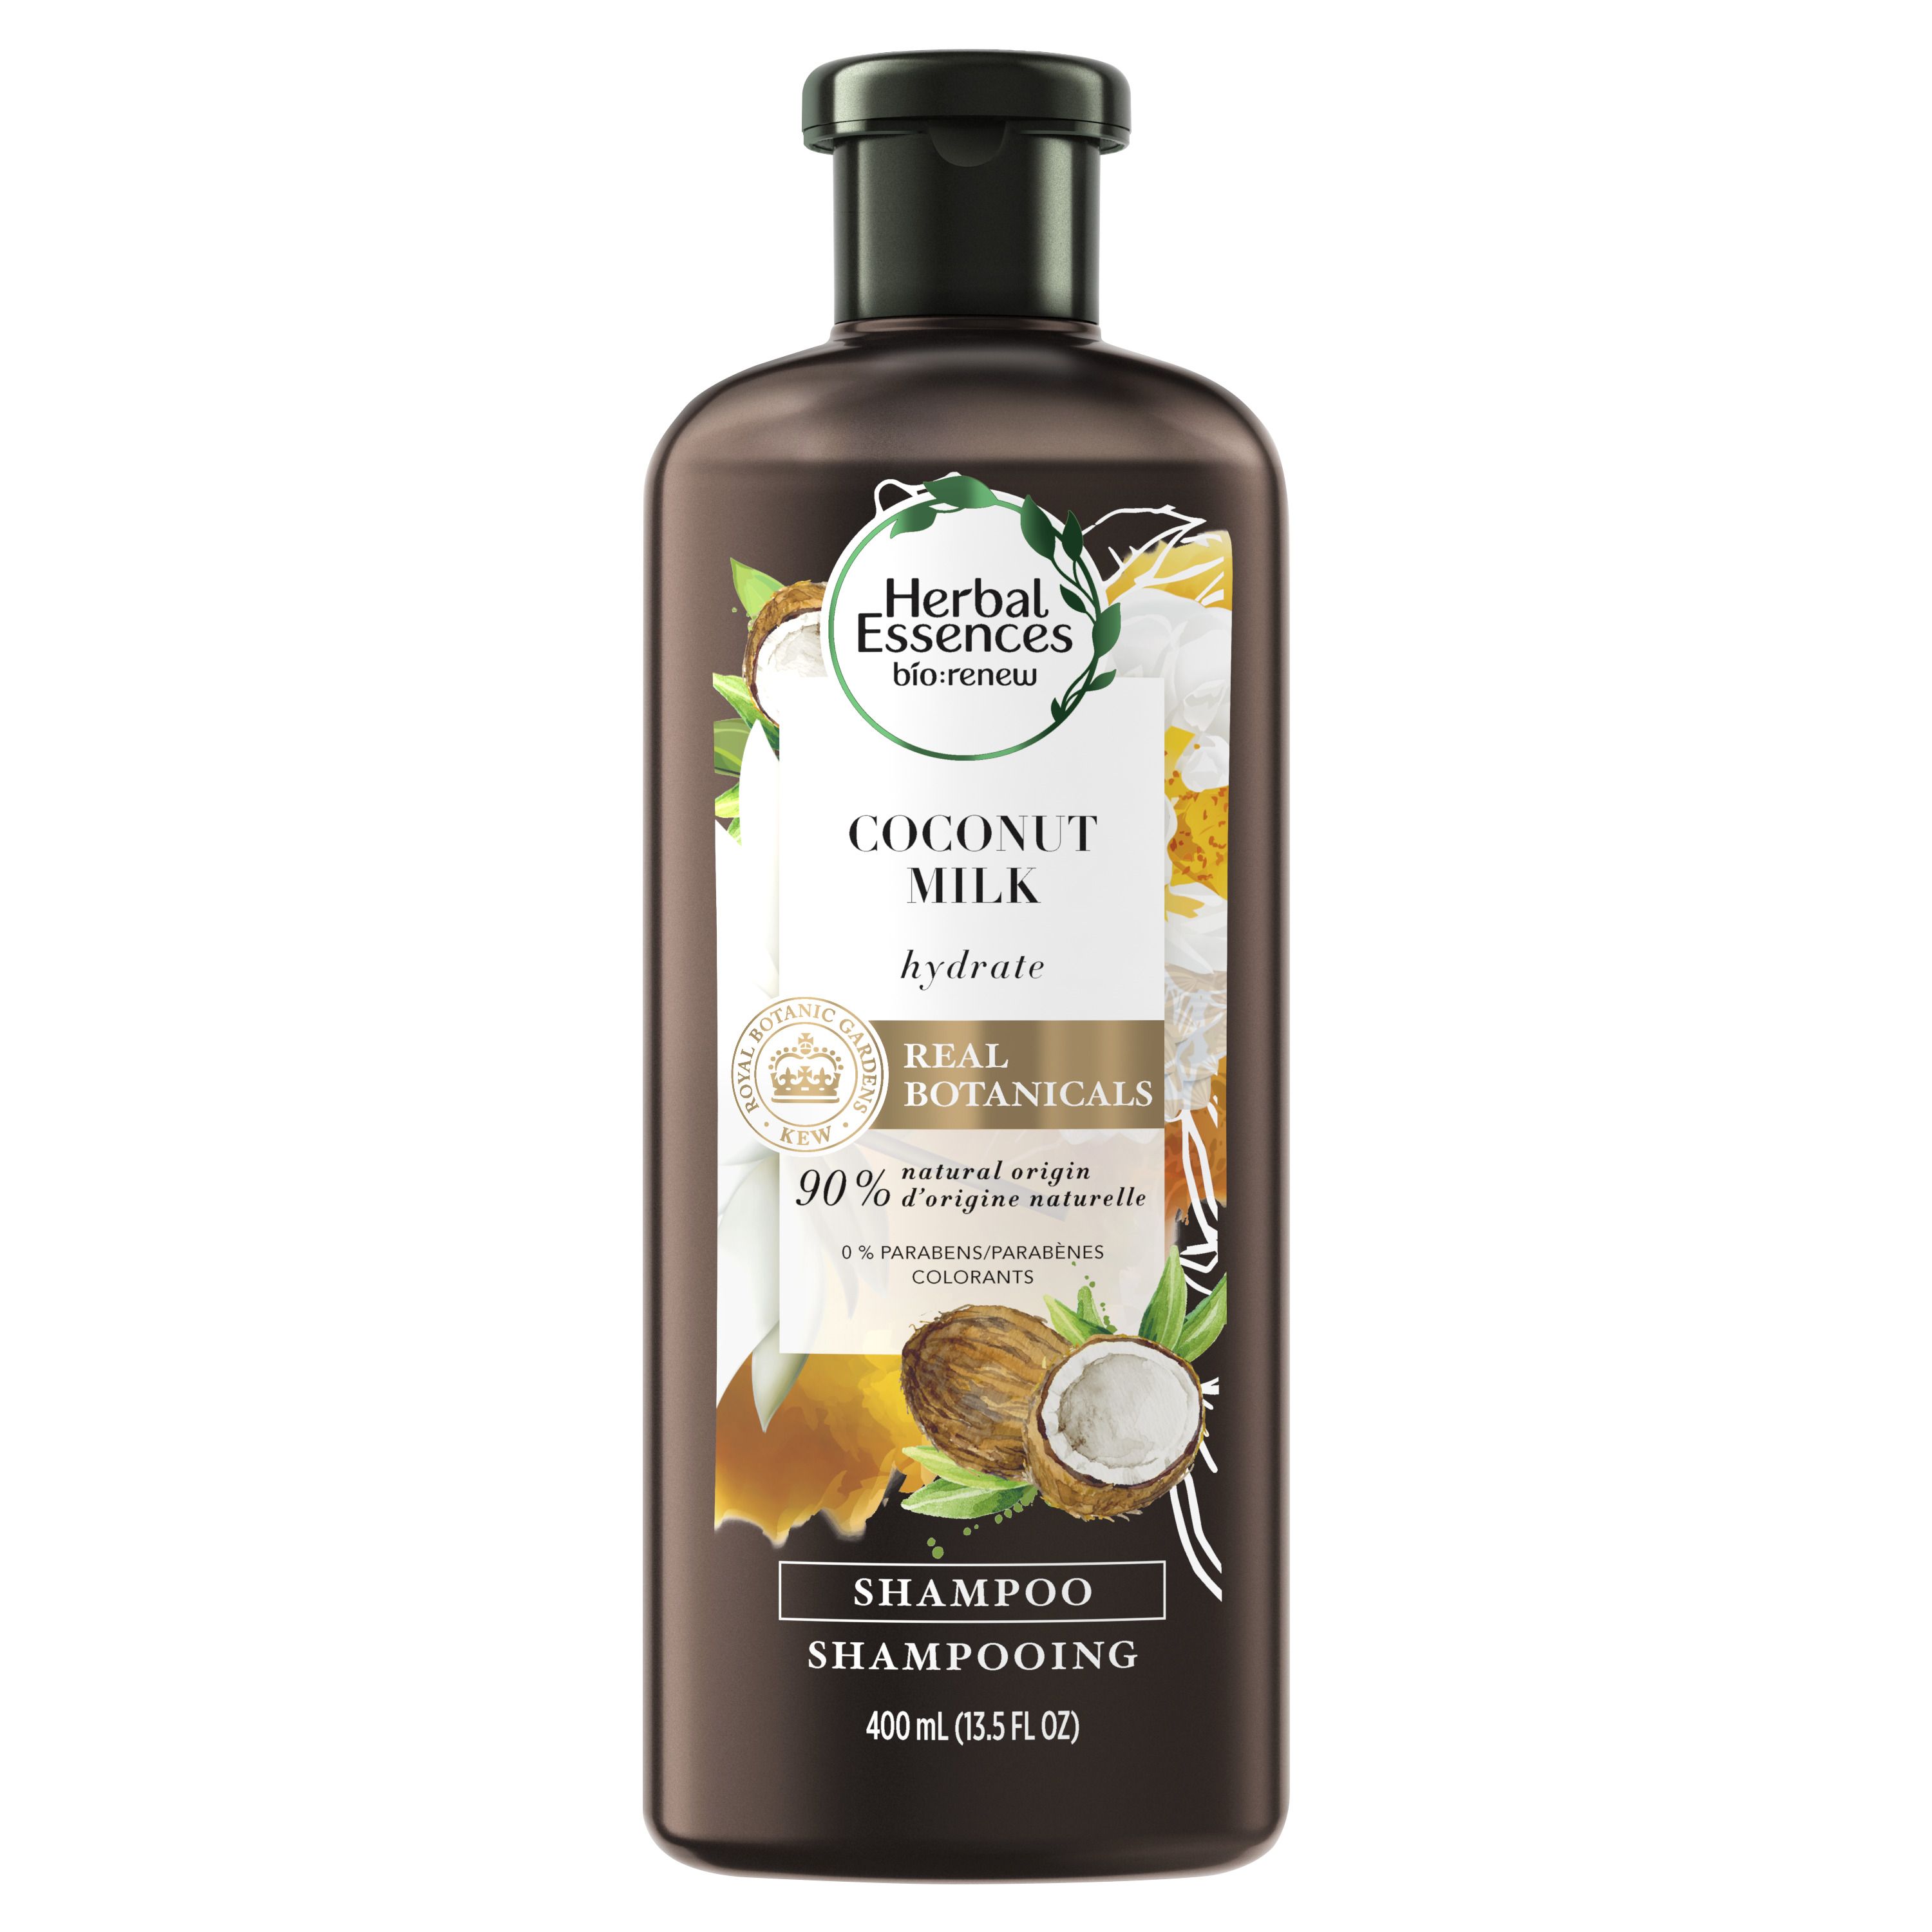 Herbal
Essences
bío:renew
COCONUT
MILK
hydrate
ROYAL BOTANIC GARDENS
• KEW •
REAL
BOTANICALS
90 % natural origin
d'origine naturelle
0 % PARABENS/PARABÈNES
COLORANTS
SHAMPOO
SHAMPOOING
400 mL (13.5 FL OZ)